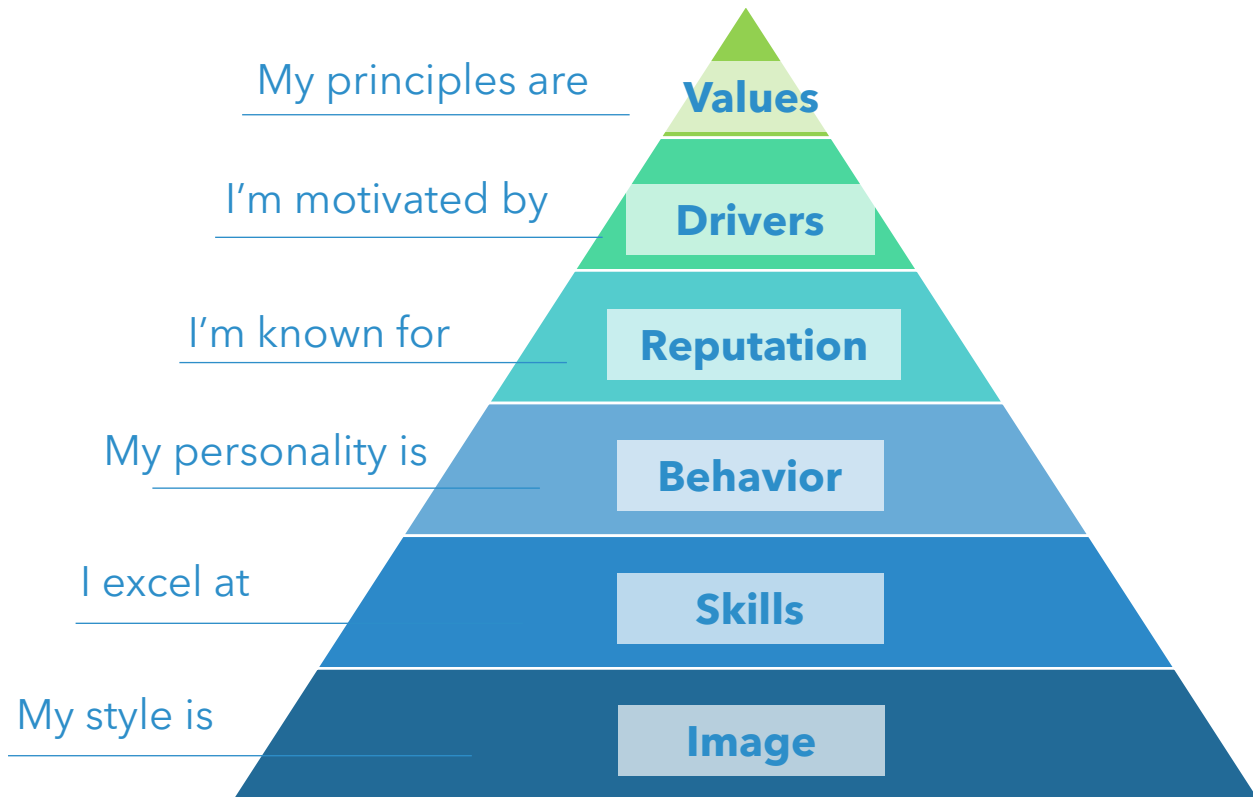 My principles are
Values
I’m motivated by
Drivers
I’m known for
Reputation
My personality is
Behavior
I excel at
Skills
My style is
Image